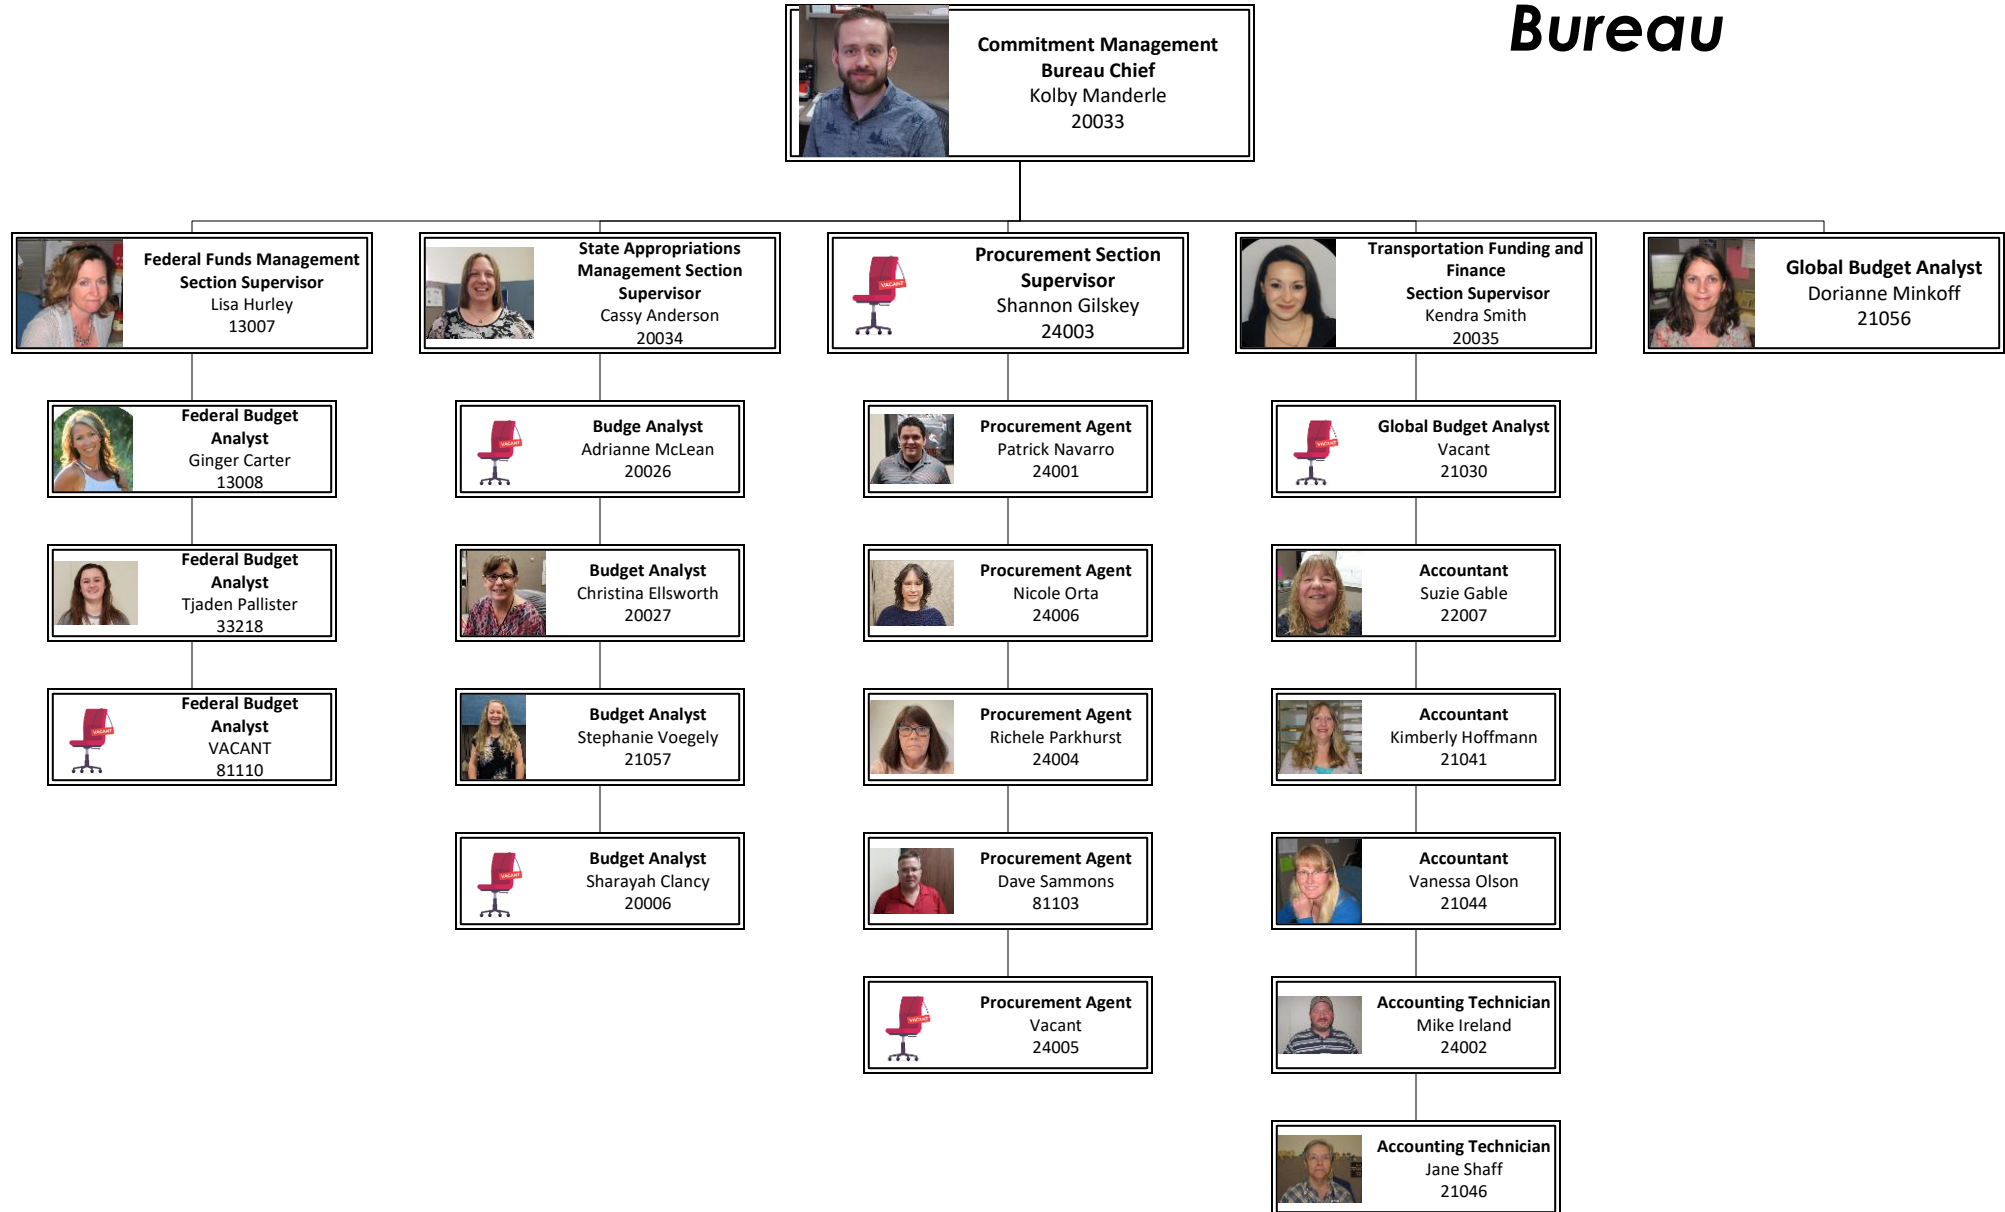 Bureau
Commitment Management
Bureau Chief
Kolby Manderle
20033
Federal Funds Management
Section Supervisor
Lisa Hurley
13007
State Appropriations
Management Section
Supervisor
Cassy Anderson
20034
VACANT
Procurement Section
Supervisor
Shannon Gilskey
24003
Transportation Funding and
Finance
Section Supervisor
Kendra Smith
20035
Global Budget Analyst
Dorianne Minkoff
21056
Federal Budget
Analyst
Ginger Carter
13008
VACANT
Budge Analyst
Adrianne McLean
20026
Procurement Agent
Patrick Navarro
24001
VACANT
Global Budget Analyst
Vacant
21030
Federal Budget
Analyst
Tjaden Pallister
33218
Budget Analyst
Christina Ellsworth
20027
Procurement Agent
Nicole Orta
24006
Accountant
Suzie Gable
22007
VACANT
Federal Budget
Analyst
VACANT
81110
Budget Analyst
Stephanie Voegely
21057
Procurement Agent
Richele Parkhurst
24004
Accountant
Kimberly Hoffmann
21041
VACANT
Budget Analyst
Sharayah Clancy
20006
Procurement Agent
Dave Sammons
81103
Accountant
Vanessa Olson
21044
VACANT
Procurement Agent
Vacant
24005
Accounting Technician
Mike Ireland
24002
Accounting Technician
Jane Shaff
21046